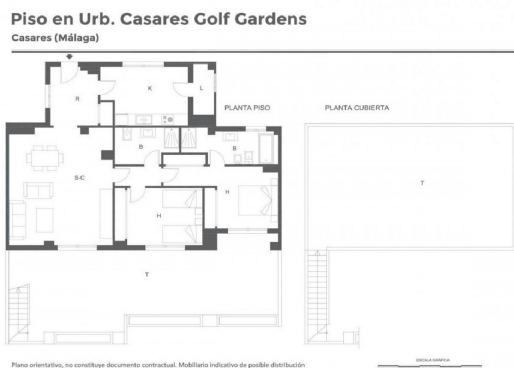 Piso en Urb. Casares Golf Gardens
Casares (Málaga)
R
K
L
PLANTA PISO
PLANTA CUBIERTA
B
B
S-C
T
H
H
T
ESCALA GRÁFICA
Plano orientativo, no constituye documento contractual. Mobiliario indicativo de posible distribución